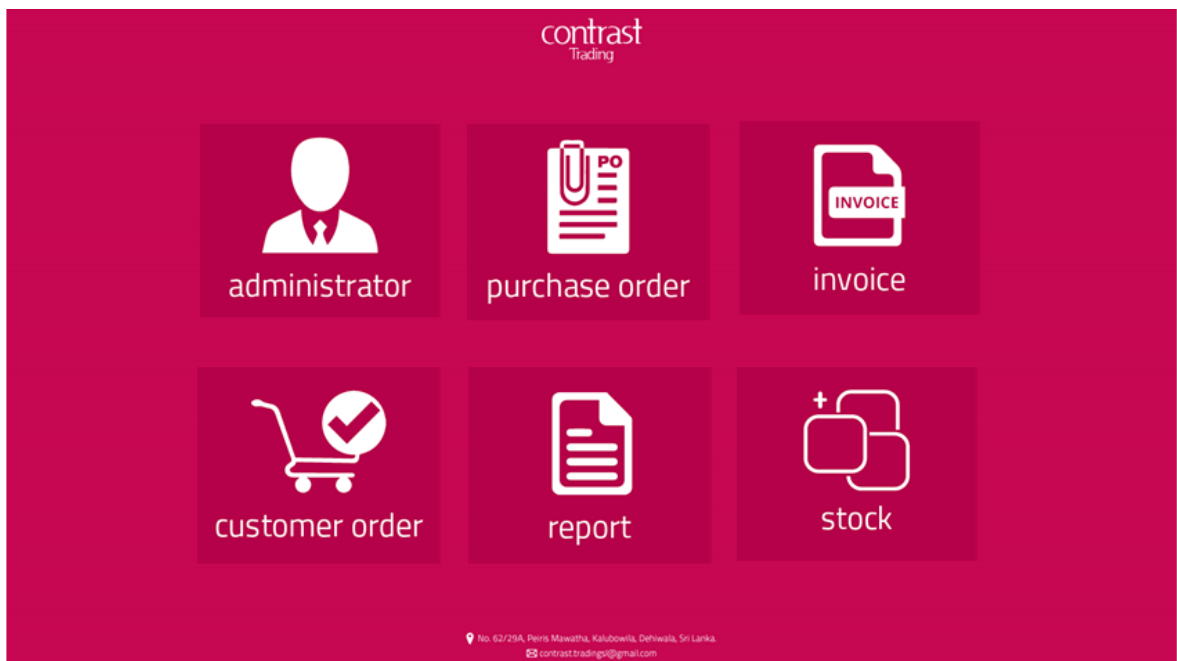 contrast
Trading
PO
INVOICE
administrator
purchase order
invoice
customer order
report
stock
No. 62/29A, Peiris Mawatha, Kalubowila, Dehiwala, Sri Lanka.
contrast.tradingsl@gmail.com